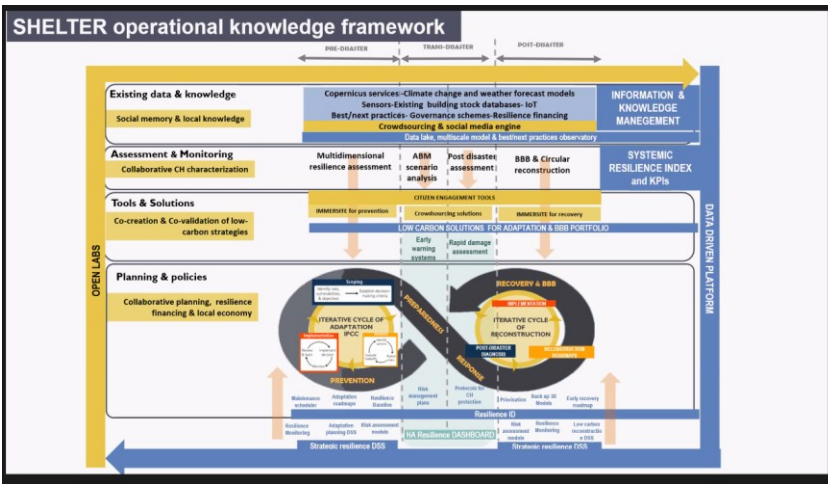 SHELTER operational knowledge framework
PRE-DISASTER
TRANS-DISASTER
POST-DISASTER
Existing data & knowledge
Social memory & local knowledge
Copernicus services -Climate change and weather forecast models
Sensors-Existing building stock databases- IoT
Best/next practices- Governance schemes-Resilience financing
Crowdsourcing & social media engine
Data lake, multiscale model & best/next practices observatory
INFORMATION &
KNOWLEDGE
MANEGEMENT
Assessment & Monitoring
Collaborative CH characterization
Multidimensional
resilience assessment
ABM
scenario
analysis
Post disaster
assessment
BBB & Circular
reconstruction
SYSTEMIC
RESILIENCE INDEX
and KPIs
Tools & Solutions
Co-creation & Co-validation of low-
carbon strategies
CITIZEN ENGAGEMENT TOOLS
IMMERSITE for prevention
Crowdsourcing solutions
IMMERSITE for recovery
LOW CARBON SOLUTIONS FOR ADAPTATION & BBB PORTFOLIO
Early
warning
systems
Rapid damage
assessment
Planning & policies
Collaborative planning, resilience
financing & local economy
Scoping
ITERATIVE CYCLE OF
ADAPTATION
IPCC
PREVENTION
PREPAREDNESS
RESPONSE
RECOVERY & BBB
IMPLEMENTATION
ITERATIVE CYCLE
OF
RECONSTRUCTION
POST-DISASTER
DIAGNOSIS
Maintenance
scheduler
Adaptation
roadmaps
Resilience
Baseline
Risk
management
plans
Protocols for
CH
protection
Prioritisation
Back up 3D
Models
Early recovery
roadmap
Resilience ID
Resilience
Monitoring
Adaptation
planning DSS
Risk assessment
module
HA Resilience DASHBOARD
Risk
assessment
module
Resilience
Monitoring
Low carbon
reconstructio
n DSS
Strategic resilience DSS
Strategic resilience DSS
OPEN LABS
DATA DRIVEN PLATFORM